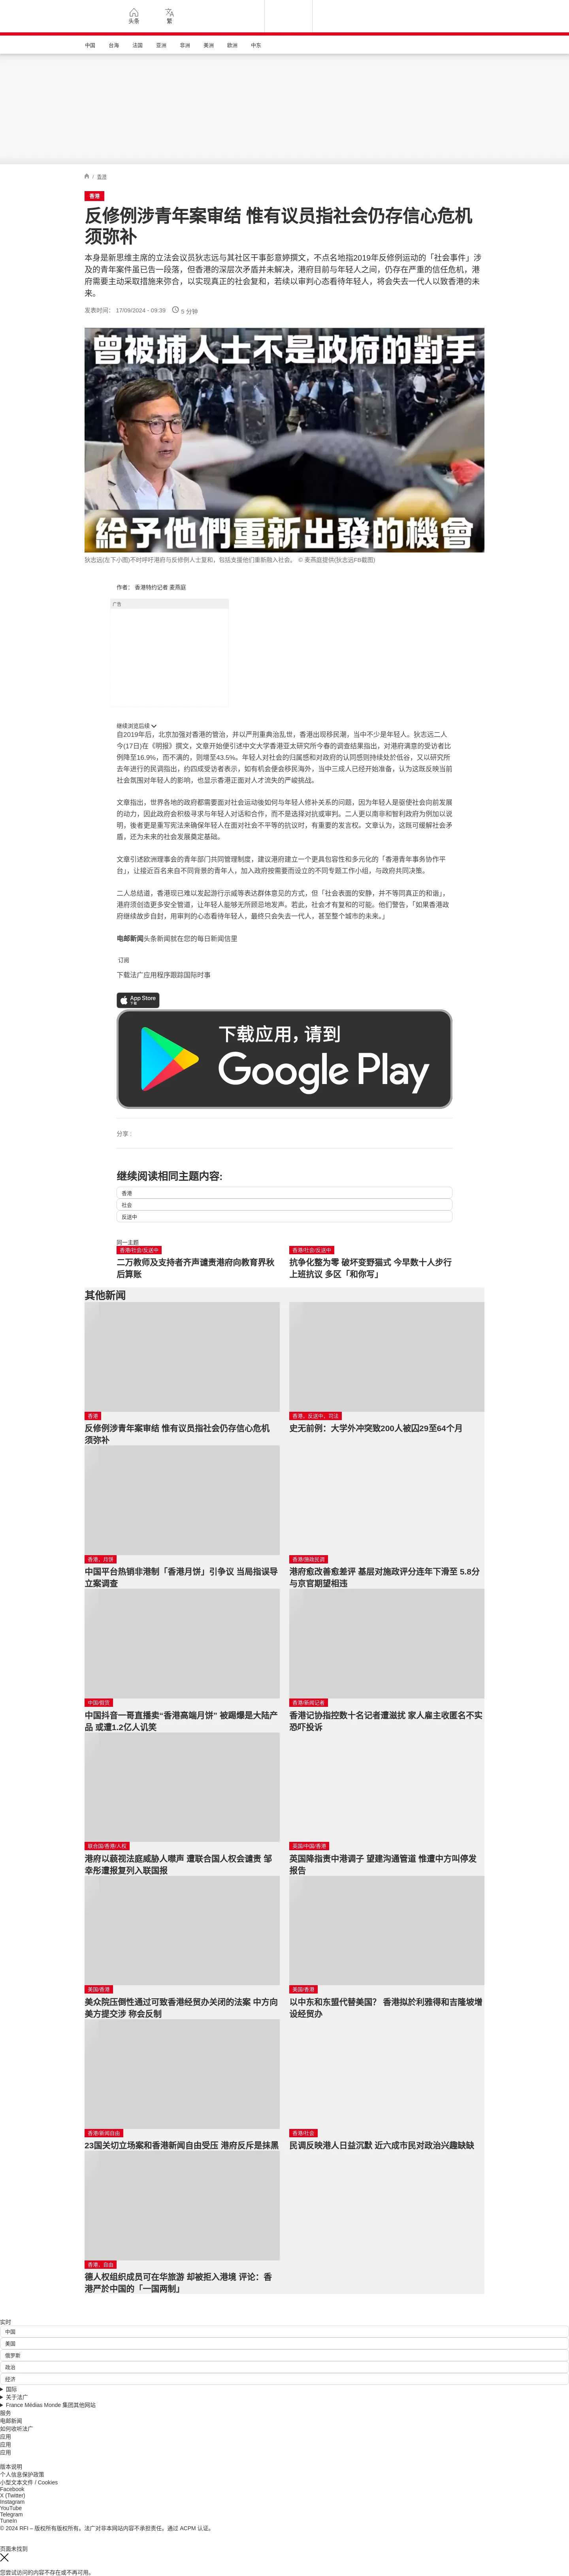 头条
繁
中国
台海
法国
亚洲
非洲
美洲
欧洲
中东
/ 香港
香港
反修例涉青年案审结 惟有议员指社会仍存信心危机
须弥补
本身是新思维主席的立法会议员狄志远与其社区干事彭意婷撰文，不点名地指2019年反修例运动的「社会事件」涉
及的青年案件虽已告一段落，但香港的深层次矛盾并未解决，港府目前与年轻人之间，仍存在严重的信任危机，港
府需要主动采取措施来弥合，以实现真正的社会复和，若续以审判心态看待年轻人，将会失去一代人以致香港的未
来。
发表时间： 17/09/2024 - 09:39
5 分钟
曾被捕人士不是政府的對手
給予他們重新出發的機會
狄志远(左下小图)不时呼吁港府与反修例人士复和，包括支援他们重新融入社会。 © 麦燕庭提供(狄志远FB截图)
作者： 香港特约记者 麦燕庭
广告
继续浏览后续
自2019年后，北京加强对香港的管治，并以严刑重典治乱世，香港出现移民潮，当中不少是年轻人。狄志远二人
今(17日)在《明报》撰文，文章开始便引述中文大学香港亚太研究所今春的调查结果指出，对港府满意的受访者比
例降至16.9%，而不满的，则增至43.5%。年轻人对社会的归属感和对政府的认同感则持续处於低谷，又以研究所
去年进行的民调指出，约四成受访者表示，如有机会便会移民海外，当中三成人已经开始准备，认为这既反映当前
社会氛围对年轻人的影响，也显示香港正面对人才流失的严峻挑战。
文章指出，世界各地的政府都需要面对社会运动後如何与年轻人修补关系的问题，因为年轻人是驱使社会向前发展
的动力，因此政府会积极寻求与年轻人对话和合作，而不是选择对抗或审判。二人更以南非和智利政府为例加以说
明，後者更是重写宪法来确保年轻人在面对社会不平等的抗议时，有重要的发言权。文章认为，这既可缓解社会矛
盾，还为未来的社会发展奠定基础。
文章引述欧洲理事会的青年部门共同管理制度，建议港府建立一个更具包容性和多元化的「香港青年事务协作平
台」，让接近百名来自不同背景的青年人，加入政府按需要而设立的不同专题工作小组，与政府共同决策。
二人总结道，香港现已难以发起游行示威等表达群体意见的方式，但「社会表面的安静，并不等同真正的和谐」，
港府须创造更多安全管道，让年轻人能够无所顾忌地发声。若此，社会才有复和的可能。他们警告，「如果香港政
府继续故步自封，用审判的心态看待年轻人，最终只会失去一代人，甚至整个城市的未来。」
电邮新闻头条新闻就在您的每日新闻信里
订阅
下载法广应用程序跟踪国际时事
App Store
下载
下载应用，请到
Google Play
分享 :
继续阅读相同主题内容:
香港
社会
反送中
同一主题
香港/社会/反送中
二万教师及支持者齐声谴责港府向教育界秋
后算账
香港/社会/反送中
抗争化整为零 破坏变野猫式 今早数十人步行
上班抗议 多区「和你写」
其他新闻
香港
反修例涉青年案审结 惟有议员指社会仍存信心危机
须弥补
香港，反送中，司法
史无前例：大学外冲突致200人被囚29至64个月
香港，月饼
中国平台热销非港制「香港月饼」引争议 当局指误导
立案调查
香港/施政民调
港府愈改善愈差评 基层对施政评分连年下滑至 5.8分
与京官期望相违
中国/假货
中国抖音一哥直播卖“香港高端月饼” 被踢爆是大陆产
品 或遭1.2亿人讥笑
香港/新闻记者
香港记协指控数十名记者遭滋扰 家人雇主收匿名不实
恐吓投诉
联合国/香港/人权
港府以藐视法庭威胁人噤声 遭联合国人权会谴责 邹
幸彤遭报复列入联国报
英国/中国/香港
英国降指责中港调子 望建沟通管道 惟遭中方叫停发
报告
美国/香港
美众院压倒性通过可致香港经贸办关闭的法案 中方向
美方提交涉 称会反制
美国/香港
以中东和东盟代替美国？ 香港拟於利雅得和吉隆坡增
设经贸办
香港/新闻自由
23国关切立场案和香港新闻自由受压 港府反斥是抹黑
香港/社会
民调反映港人日益沉默 近六成市民对政治兴趣缺缺
香港、自由
德人权组织成员可在华旅游 却被拒入港境 评论：香
港严於中国的「一国两制」
实时
中国
美国
俄罗斯
政治
经济
国际
关于法广
France Médias Monde 集团其他网站
服务
电邮新闻
如何收听法广
应用
应用
应用
版本说明
个人信息保护政策
小型文本文件 / Cookies
Facebook
X (Twitter)
Instagram
YouTube
Telegram
TuneIn
© 2024 RFI – 版权所有版权所有。法广对非本网站内容不承担责任。通过 ACPM 认证。
页面未找到
您尝试访问的内容不存在或不再可用。